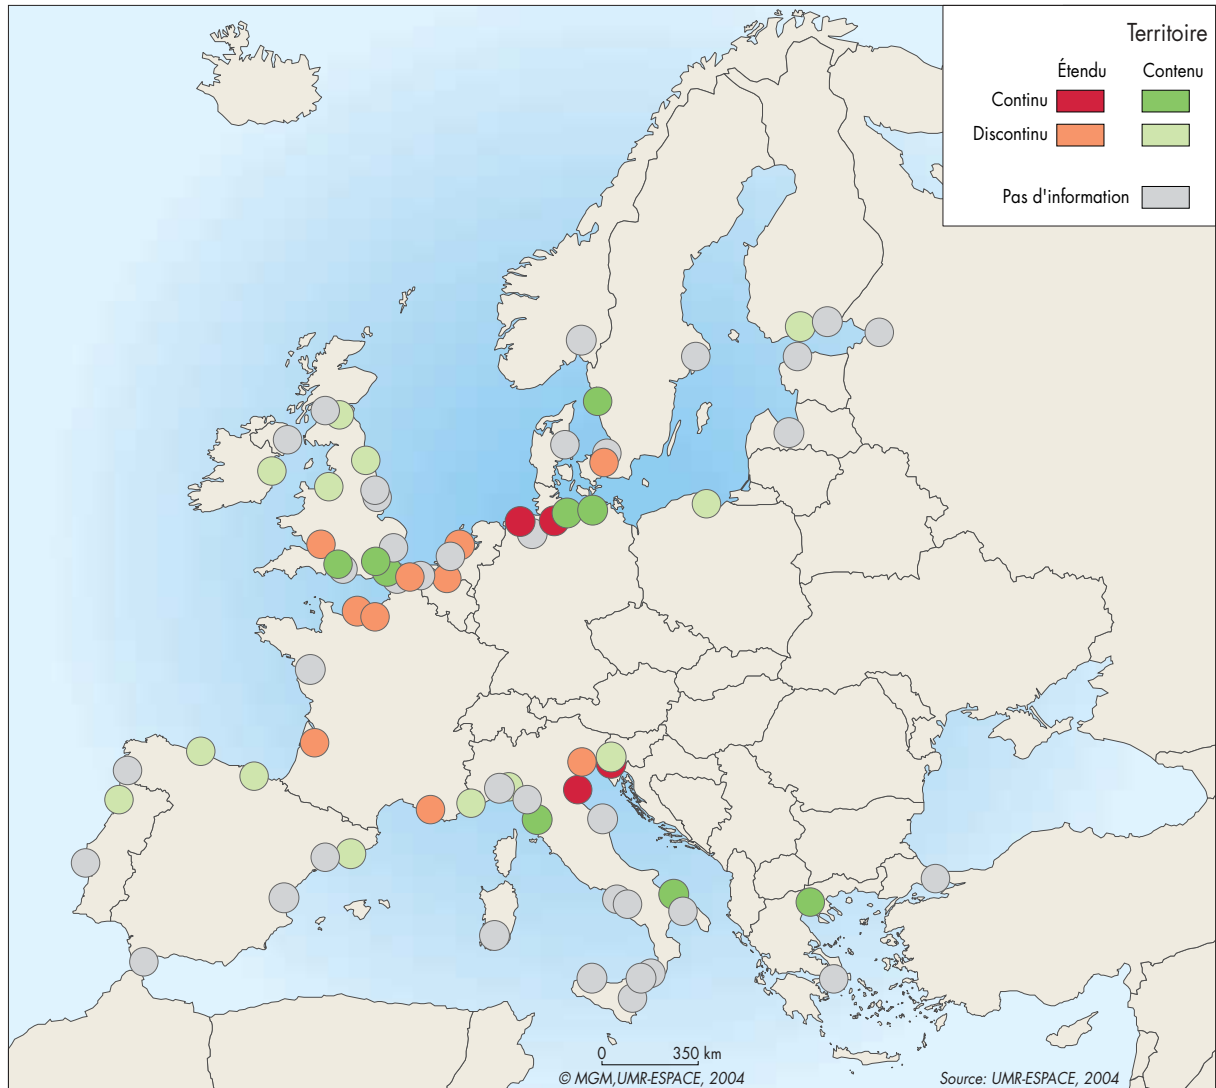 Territoire
Étendu Contenu
Continu
Discontinu
Pas d'information
0 350 km
© MGM,UMR-ESPACE, 2004
Source: UMR-ESPACE, 2004